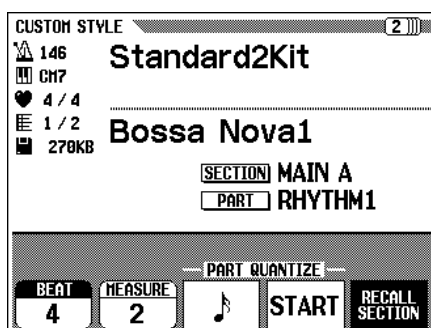 CUSTOM STYLE
2
146
CM7
4/4
1/2
270KB
Standard2Kit
Bossa Nova1
SECTION MAIN A
PART RHYTHM1
PART QUANTIZE
BEAT
4
MEASURE
2
START
RECALL
SECTION